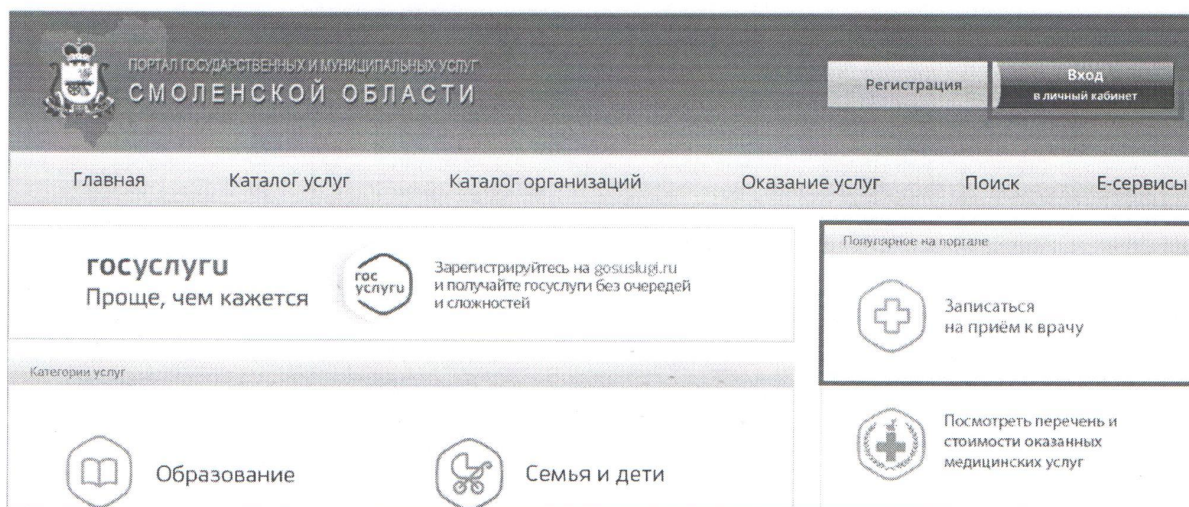 ПОРТАЛ ГОСУДАРСТВЕННЫХ И МУНИЦИПАЛЬНЫХ УСЛУГ
СМОЛЕНСКОЙ ОБЛАСТИ
Регистрация
Вход
в личный кабинет
Главная
Каталог услуг
Каталог организаций
Оказание услуг
Поиск
Е-сервисы
госуслуги
Проще, чем кажется
гос
услуги
Зарегистрируйтесь на gosuslugi.ru
и получайте госуслуги без очередей
и сложностей
Популярное на портале
Записаться
на приём к врачу
Категории услуг
Образование
Семья и дети
Посмотреть перечень и
стоимости оказанных
медицинских услуг